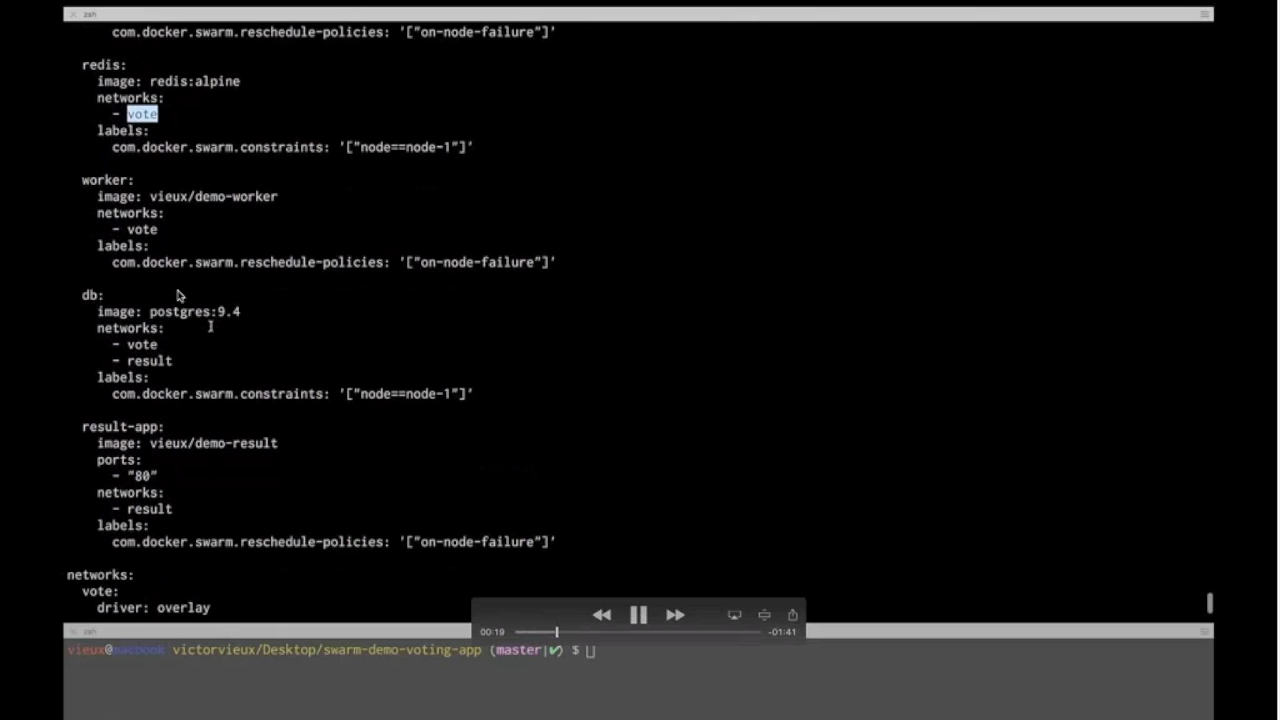 zsh
com.docker.swarm.reschedule-policies: '["on-node-failure"]'
redis:
image: redis:alpine
networks:
- vote
labels:
com.docker.swarm.constraints: '["node==node-1"]'
worker:
image: vieux/demo-worker
networks:
- vote
labels:
com.docker.swarm.reschedule-policies: '["on-node-failure"]'
db:
image: postgres:9.4
networks:
- vote
- result
labels:
com.docker.swarm.constraints: '["node==node-1"]'
result-app:
image: vieux/demo-result
ports:
- "80"
networks:
- result
labels:
com.docker.swarm.reschedule-policies: '["on-node-failure"]'
networks:
vote:
driver: overlay
00:19 -01:41
zsh
vieux@macbook victorvieux/Desktop/swarm-demo-voting-app (master|✔) $